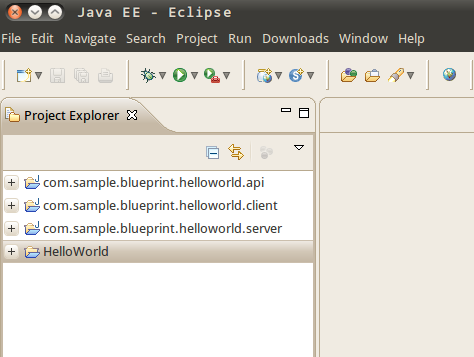 Java EE - Eclipse
File Edit Navigate Search Project Run Downloads Window Help
Project Explorer
com.sample.blueprint.helloworld.api
com.sample.blueprint.helloworld.client
com.sample.blueprint.helloworld.server
HelloWorld